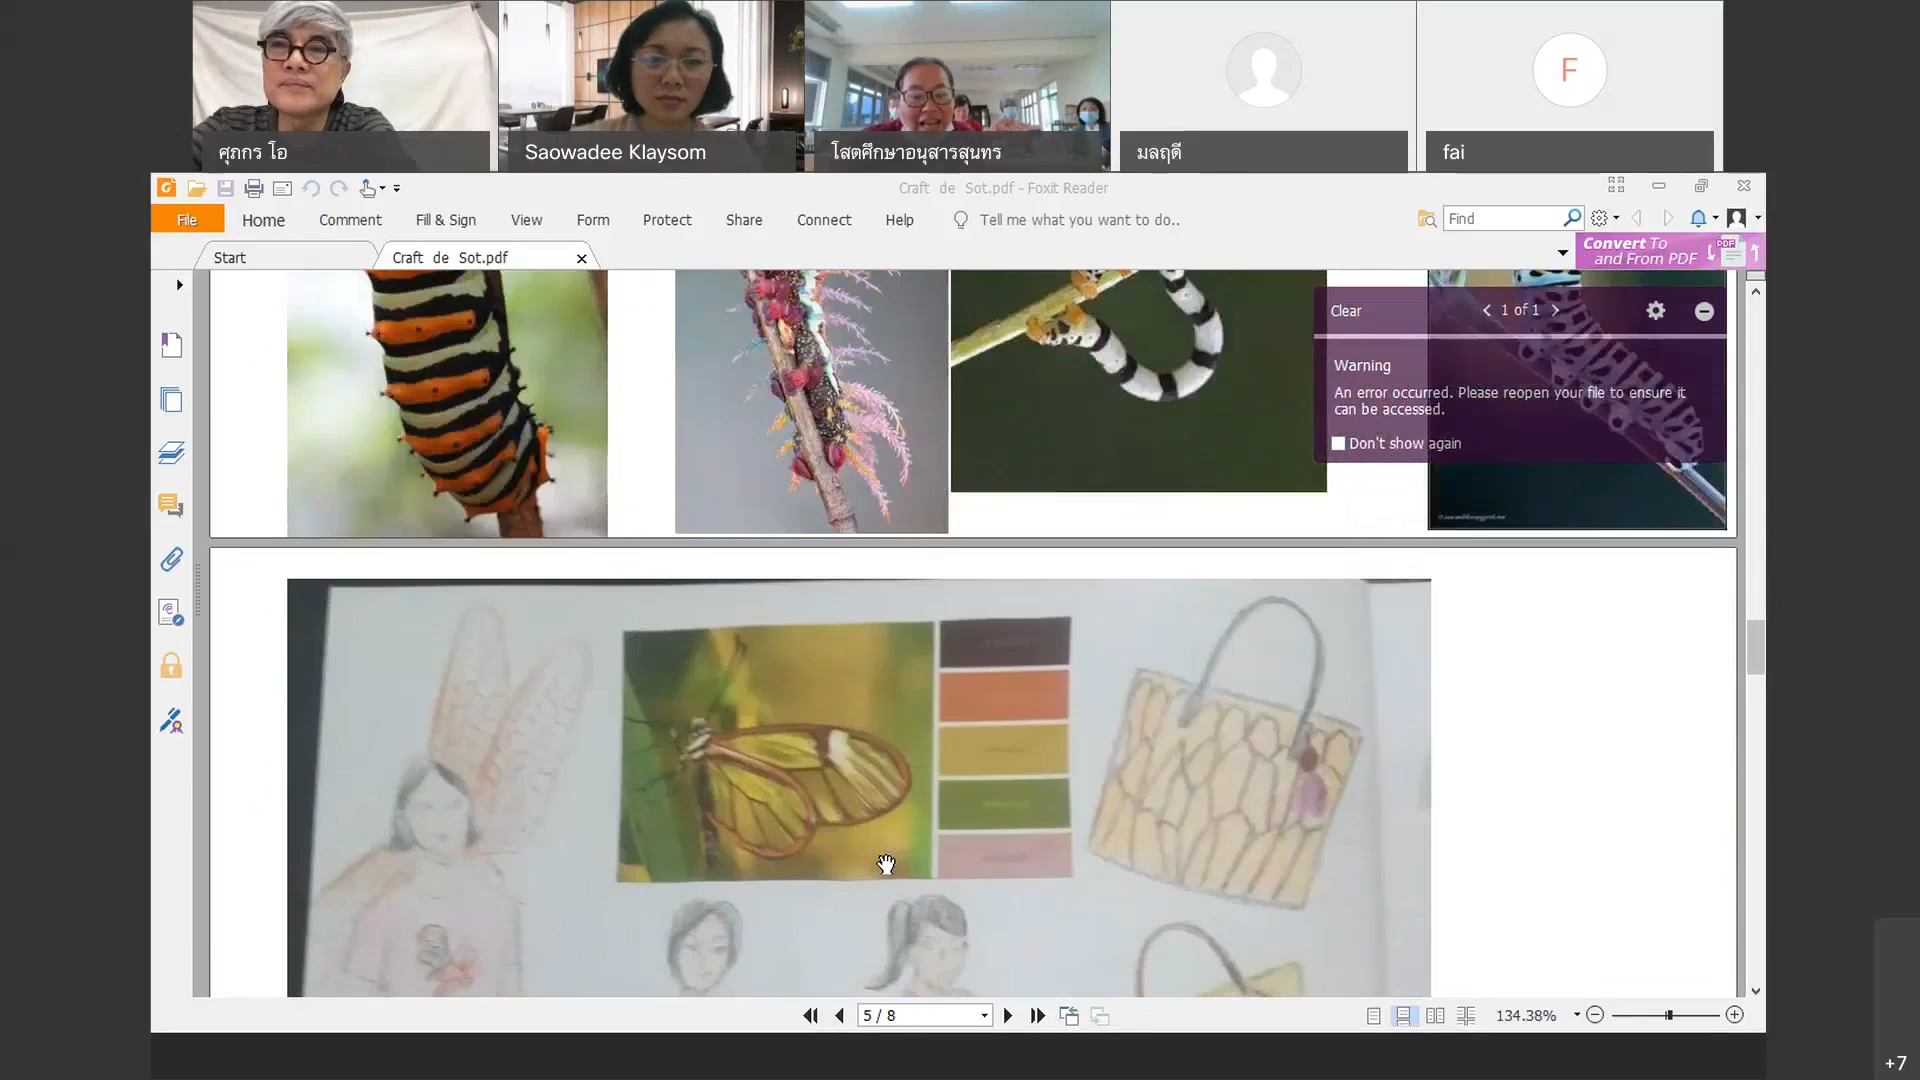 ศุภกร โอ
Saowadee Klaysom
โสตศึกษาอนุสารสุนทร
มลฤดี
F
fai
Craft de Sot.pdf - Foxit Reader
File
Home
Comment
Fill & Sign
View
Form
Protect
Share
Connect
Help
Tell me what you want to do..
Find
Start
Craft de Sot.pdf
Convert To
and From PDF
PDF
Clear
1 of 1
Warning
An error occurred. Please reopen your file to ensure it
can be accessed.
Don't show again
5 / 8
134.38%
+7